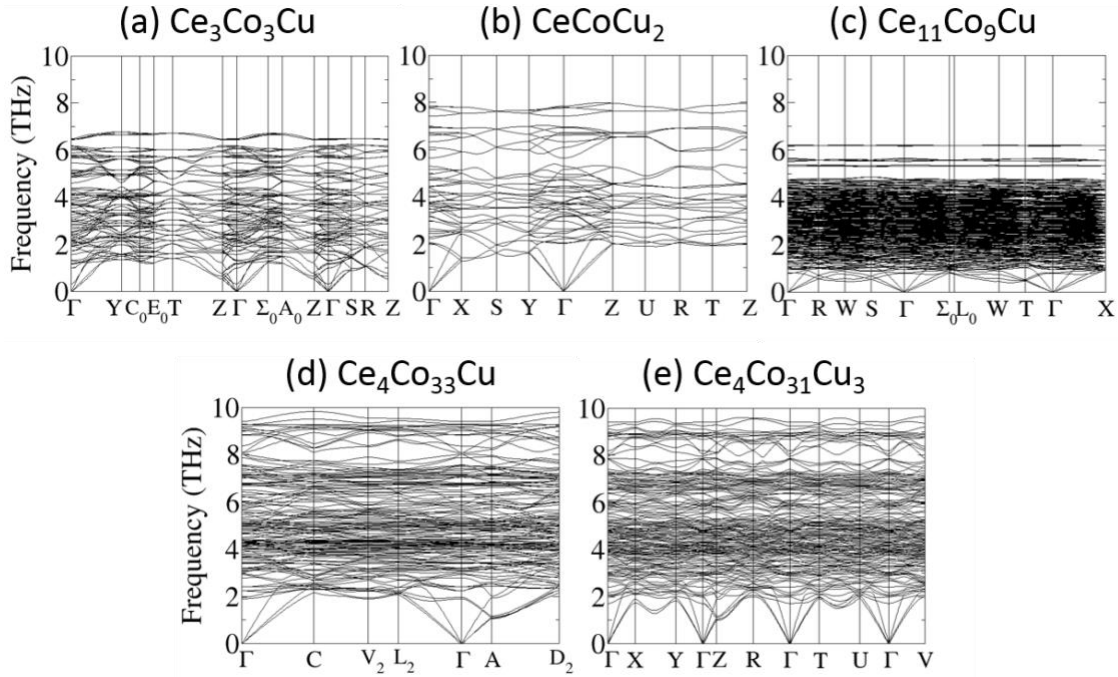 (a) Ce₃Co₃Cu
(b) CeCoCu₂
(c) Ce₁₁Co₉Cu
Frequency (THz)
10
8
6
4
2
0
Γ Y C₀ E₀ T Z Γ Σ₀ A₀ Z Γ S R Z
10
8
6
4
2
0
Γ X S Y Γ Z U R T Z
10
8
6
4
2
0
Γ R W S Γ Σ₀ L₀ W T Γ X
(d) Ce₄Co₃₃Cu
(e) Ce₄Co₃₁Cu₃
Frequency (THz)
10
8
6
4
2
0
Γ C V₂ L₂ Γ A D₂
10
8
6
4
2
0
Γ X Y Γ Z R Γ T U Γ V